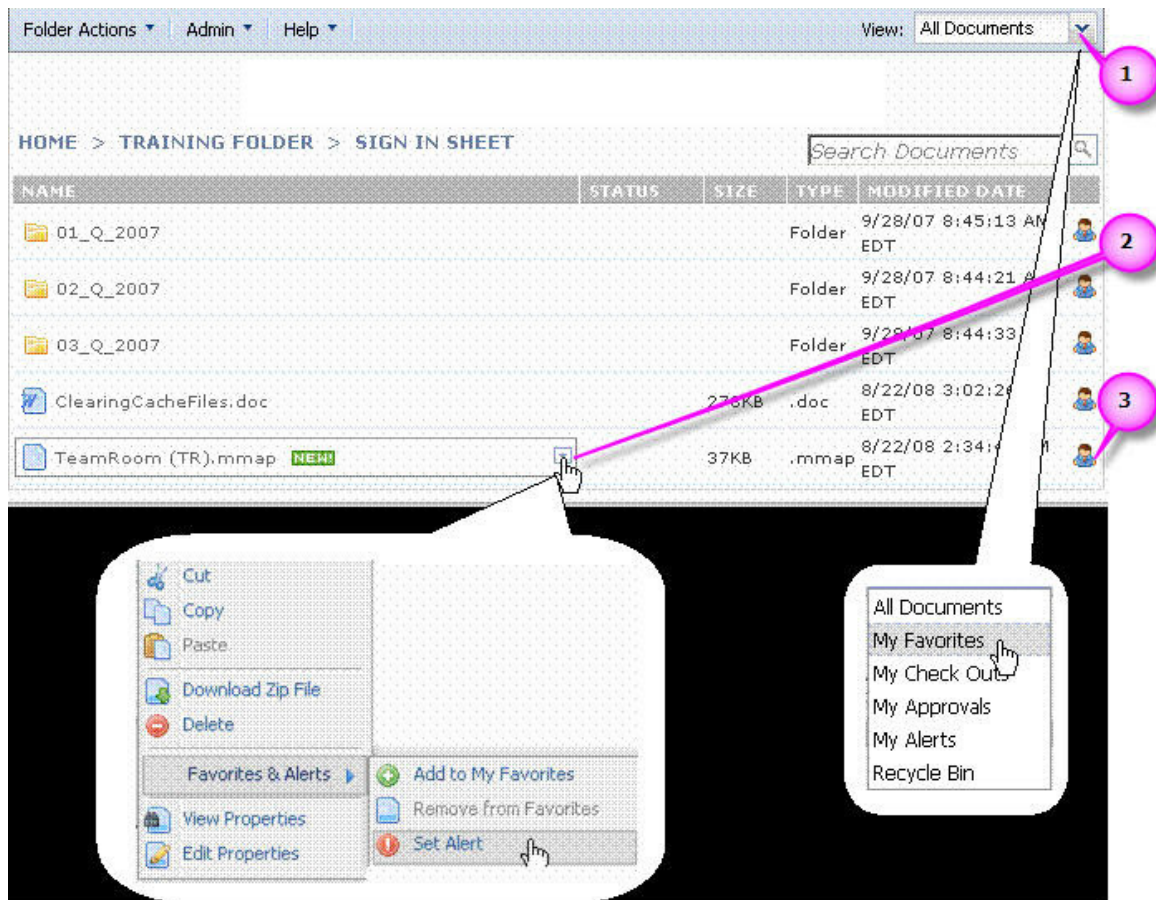 Folder Actions Admin Help View: All Documents
1
HOME > TRAINING FOLDER > SIGN IN SHEET Search Documents
NAME STATUS SIZE TYPE MODIFIED DATE
01_Q_2007 Folder 9/28/07 8:45:13 AM EDT
2
02_Q_2007 Folder 9/28/07 8:44:21 A EDT
03_Q_2007 Folder 9/28/07 8:44:33 EDT
ClearingCacheFiles.doc 276KB .doc 8/22/08 3:02:26 EDT
3
TeamRoom (TR).mmap NEW! 37KB .mmap 8/22/08 2:34: EDT
Cut
Copy
Paste
Download Zip File
Delete
Favorites & Alerts
View Properties
Edit Properties
Add to My Favorites
Remove from Favorites
Set Alert
All Documents
My Favorites
My Check Outs
My Approvals
My Alerts
Recycle Bin